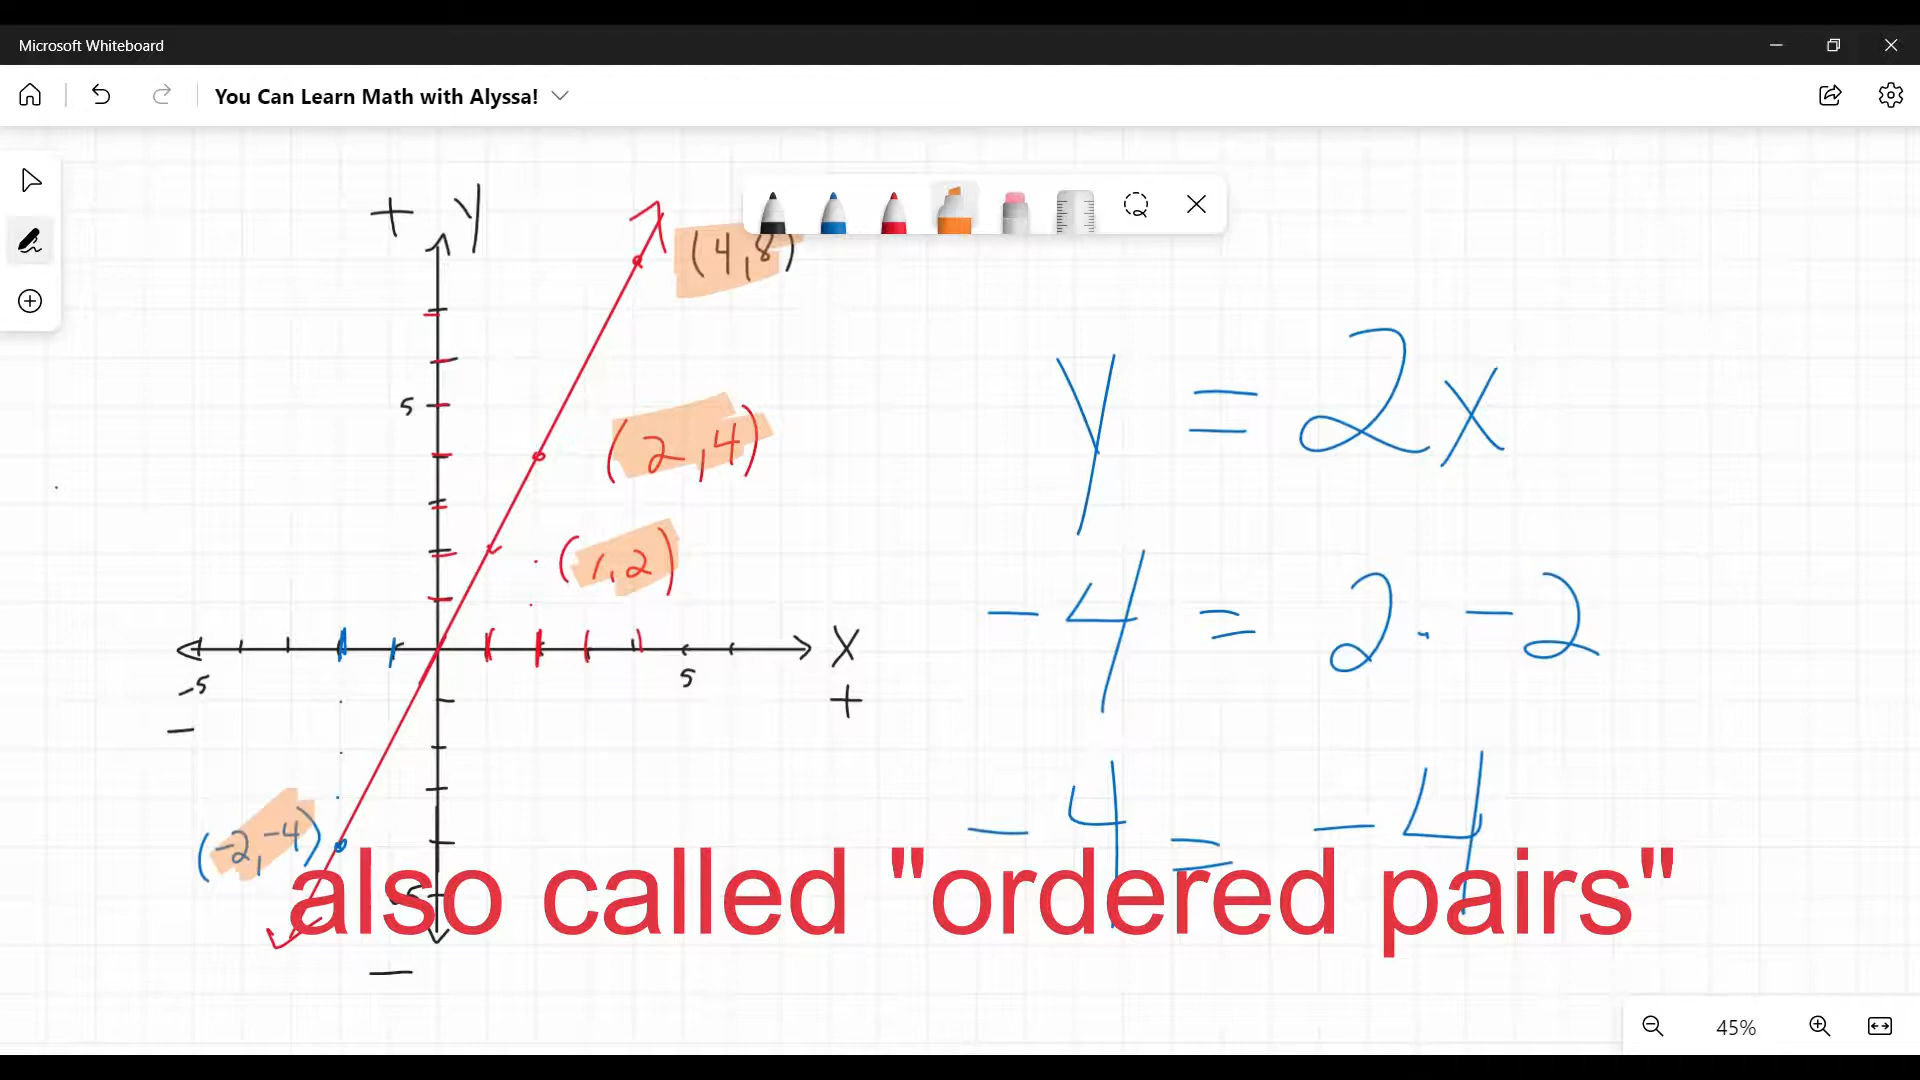 Microsoft Whiteboard
You Can Learn Math with Alyssa!
+ y
(4,8)
y = 2x
5
(2,4)
(1,2)
-4 = 2 · -2
x
-5
5
+
-
(-2,-4)
-4 = -4
also called "ordered pairs"
-
45%